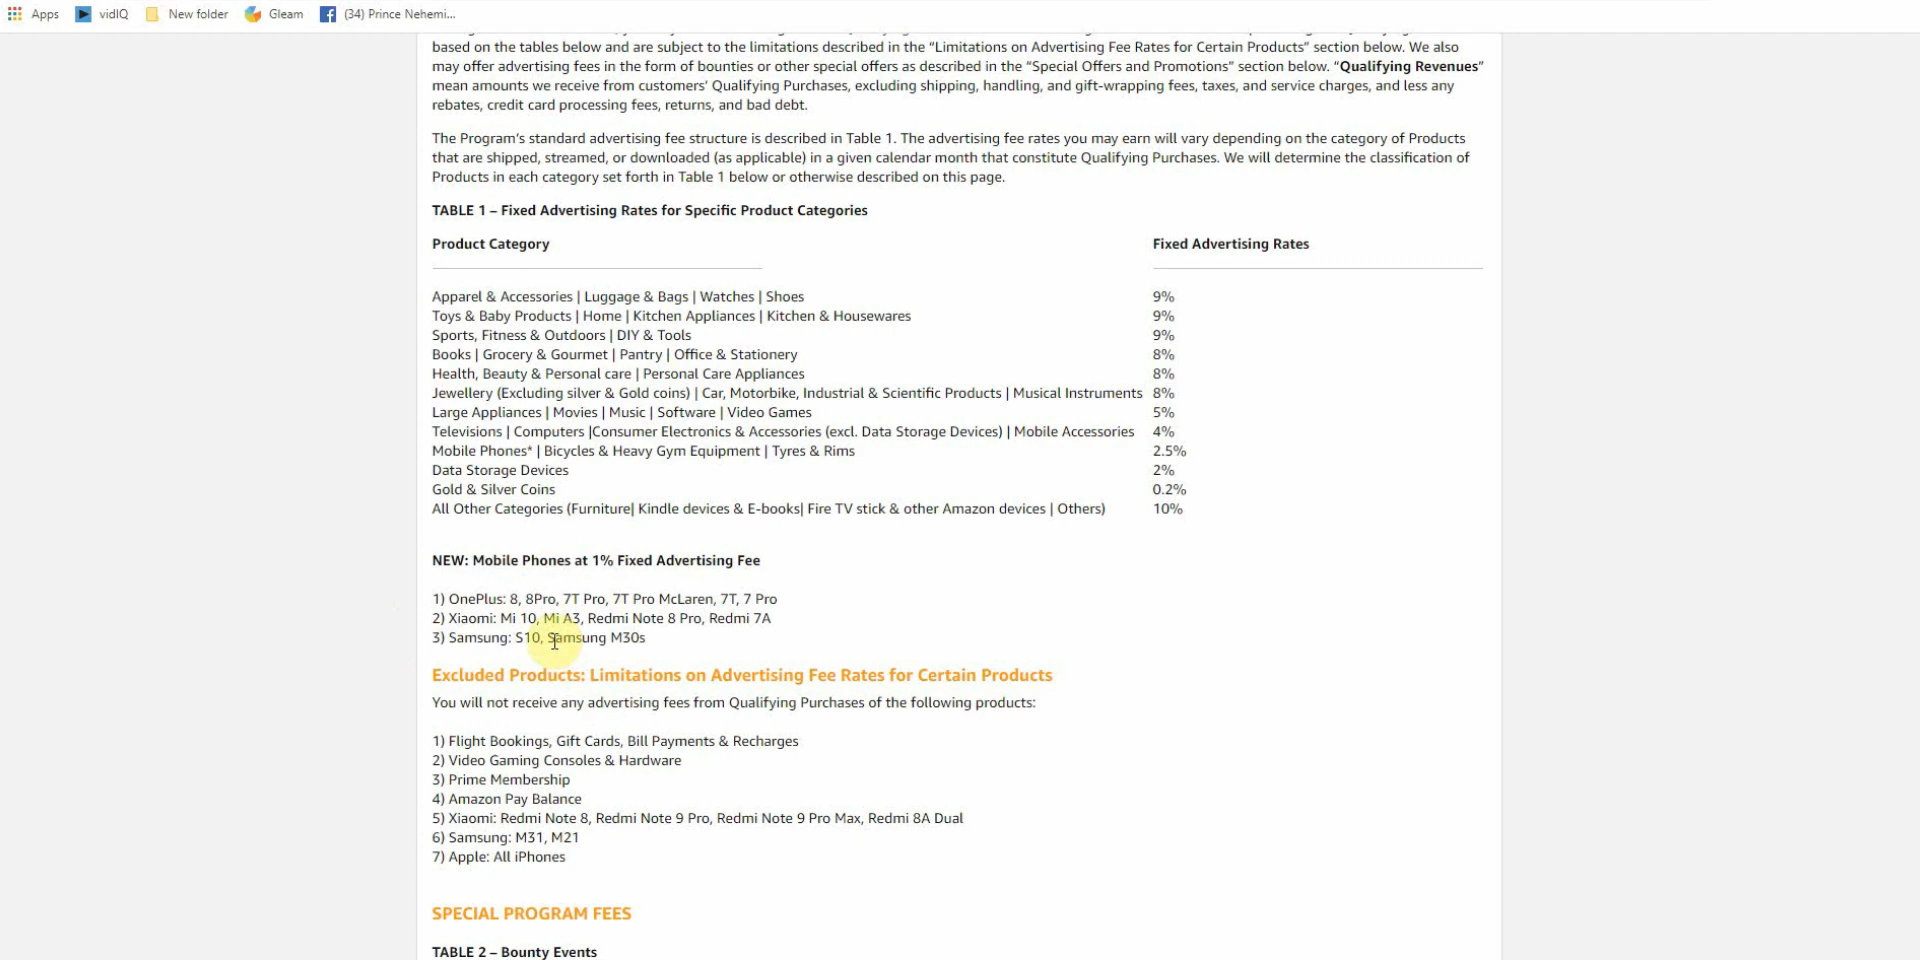 Apps vidIQ New folder Gleam (34) Prince Nehemi...
based on the tables below and are subject to the limitations described in the “Limitations on Advertising Fee Rates for Certain Products” section below. We also
may offer advertising fees in the form of bounties or other special offers as described in the “Special Offers and Promotions” section below. “Qualifying Revenues”
mean amounts we receive from customers’ Qualifying Purchases, excluding shipping, handling, and gift-wrapping fees, taxes, and service charges, and less any
rebates, credit card processing fees, returns, and bad debt.
The Program’s standard advertising fee structure is described in Table 1. The advertising fee rates you may earn will vary depending on the category of Products
that are shipped, streamed, or downloaded (as applicable) in a given calendar month that constitute Qualifying Purchases. We will determine the classification of
Products in each category set forth in Table 1 below or otherwise described on this page.
TABLE 1 – Fixed Advertising Rates for Specific Product Categories
Product Category Fixed Advertising Rates
Apparel & Accessories | Luggage & Bags | Watches | Shoes 9%
Toys & Baby Products | Home | Kitchen Appliances | Kitchen & Housewares 9%
Sports, Fitness & Outdoors | DIY & Tools 9%
Books | Grocery & Gourmet | Pantry | Office & Stationery 8%
Health, Beauty & Personal care | Personal Care Appliances 8%
Jewellery (Excluding silver & Gold coins) | Car, Motorbike, Industrial & Scientific Products | Musical Instruments 8%
Large Appliances | Movies | Music | Software | Video Games 5%
Televisions | Computers |Consumer Electronics & Accessories (excl. Data Storage Devices) | Mobile Accessories 4%
Mobile Phones* | Bicycles & Heavy Gym Equipment | Tyres & Rims 2.5%
Data Storage Devices 2%
Gold & Silver Coins 0.2%
All Other Categories (Furniture| Kindle devices & E-books| Fire TV stick & other Amazon devices | Others) 10%
NEW: Mobile Phones at 1% Fixed Advertising Fee
1) OnePlus: 8, 8Pro, 7T Pro, 7T Pro McLaren, 7T, 7 Pro
2) Xiaomi: Mi 10, Mi A3, Redmi Note 8 Pro, Redmi 7A
3) Samsung: S10, Samsung M30s
Excluded Products: Limitations on Advertising Fee Rates for Certain Products
You will not receive any advertising fees from Qualifying Purchases of the following products:
1) Flight Bookings, Gift Cards, Bill Payments & Recharges
2) Video Gaming Consoles & Hardware
3) Prime Membership
4) Amazon Pay Balance
5) Xiaomi: Redmi Note 8, Redmi Note 9 Pro, Redmi Note 9 Pro Max, Redmi 8A Dual
6) Samsung: M31, M21
7) Apple: All iPhones
SPECIAL PROGRAM FEES
TABLE 2 – Bounty Events